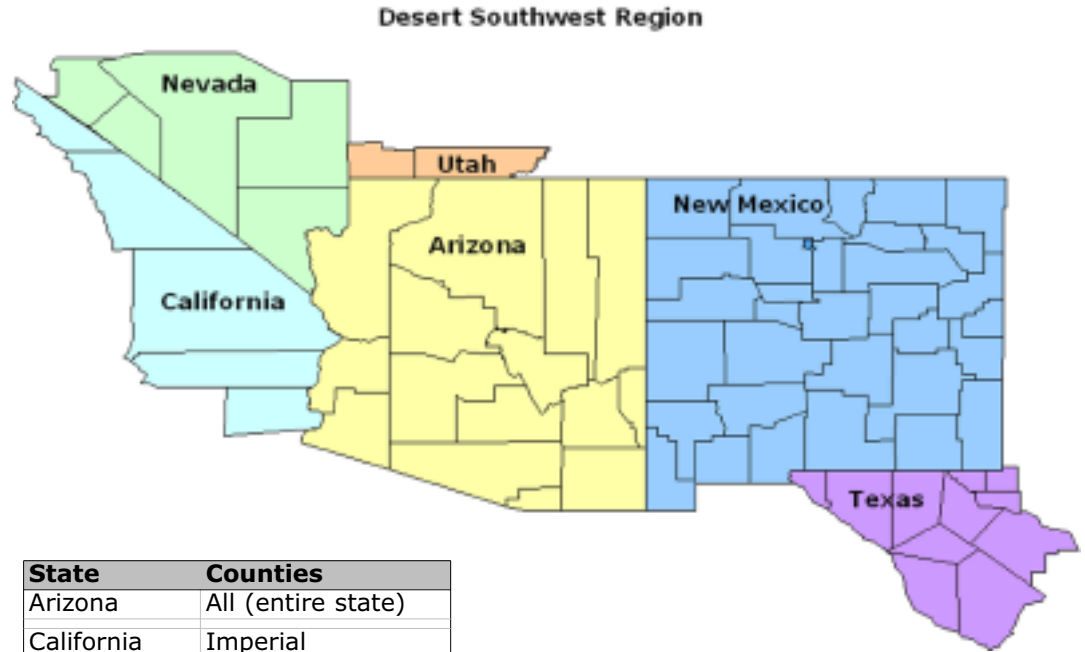 Desert Southwest Region
Nevada
Utah
New Mexico
Arizona
California
Texas
State Counties
Arizona All (entire state)
California Imperial